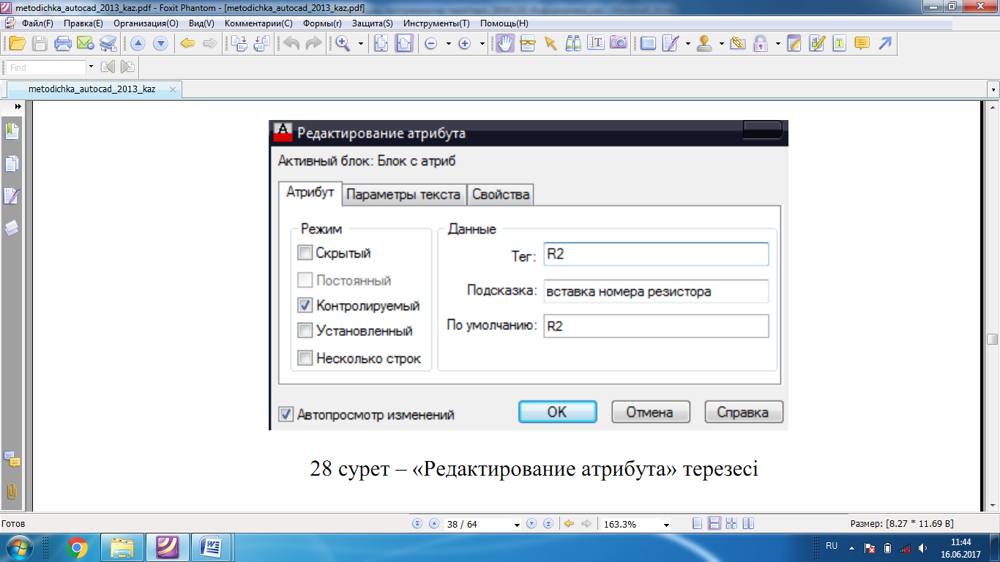 metodichka_autocad_2013_kaz.pdf - Foxit Phantom - [metodichka_autocad_2013_kaz.pdf]
Файл(F) Правка(E) Организация(O) Вид(V) Комментарии(C) Формы(r) Защита(S) Инструменты(T) Помощь(H)
Find
metodichka_autocad_2013_kaz
Редактирование атрибута
Активный блок: Блок с атриб
Атрибут Параметры текста Свойства
Режим
Скрытый
Постоянный
Контролируемый
Установленный
Несколько строк
Данные
Тег: R2
Подсказка: вставка номера резистора
По умолчанию: R2
Автопросмотр изменений
OK Отмена Справка
28 сурет – «Редактирование атрибута» терезесі
Готов
38 / 64
163.3%
Размер: [8.27 * 11.69 В]
RU
11:44
16.06.2017